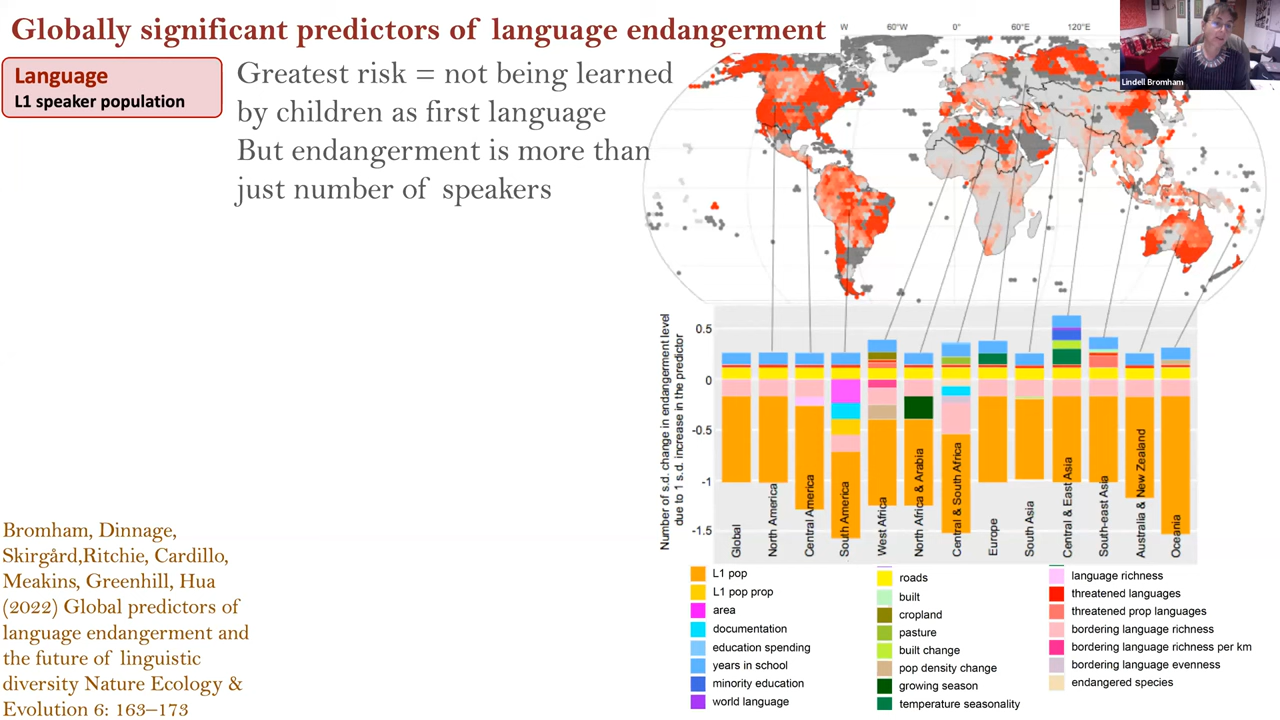 Globally significant predictors of language endangerment
Language
L1 speaker population
Greatest risk = not being learned
by children as first language
But endangerment is more than
just number of speakers
W
60°W
0°
60°E
120°E
Lindell Bromham
Number of s.d. change in endangerment level
due to 1 s.d. increase in the predictor
0.5
0
-0.5
-1
-1.5
Global
North America
Central America
South America
West Africa
North Africa & Arabia
Central & South Africa
Europe
South Asia
Central & East Asia
South-east Asia
Australia & New Zealand
Oceania
L1 pop
L1 pop prop
area
documentation
education spending
years in school
minority education
world language
roads
built
cropland
pasture
built change
pop density change
growing season
temperature seasonality
language richness
threatened languages
threatened prop languages
bordering language richness
bordering language richness per km
bordering language evenness
endangered species
Bromham, Dinnage,
Skirgård,Ritchie, Cardillo,
Meakins, Greenhill, Hua
(2022) Global predictors of
language endangerment and
the future of linguistic
diversity Nature Ecology &
Evolution 6: 163–173